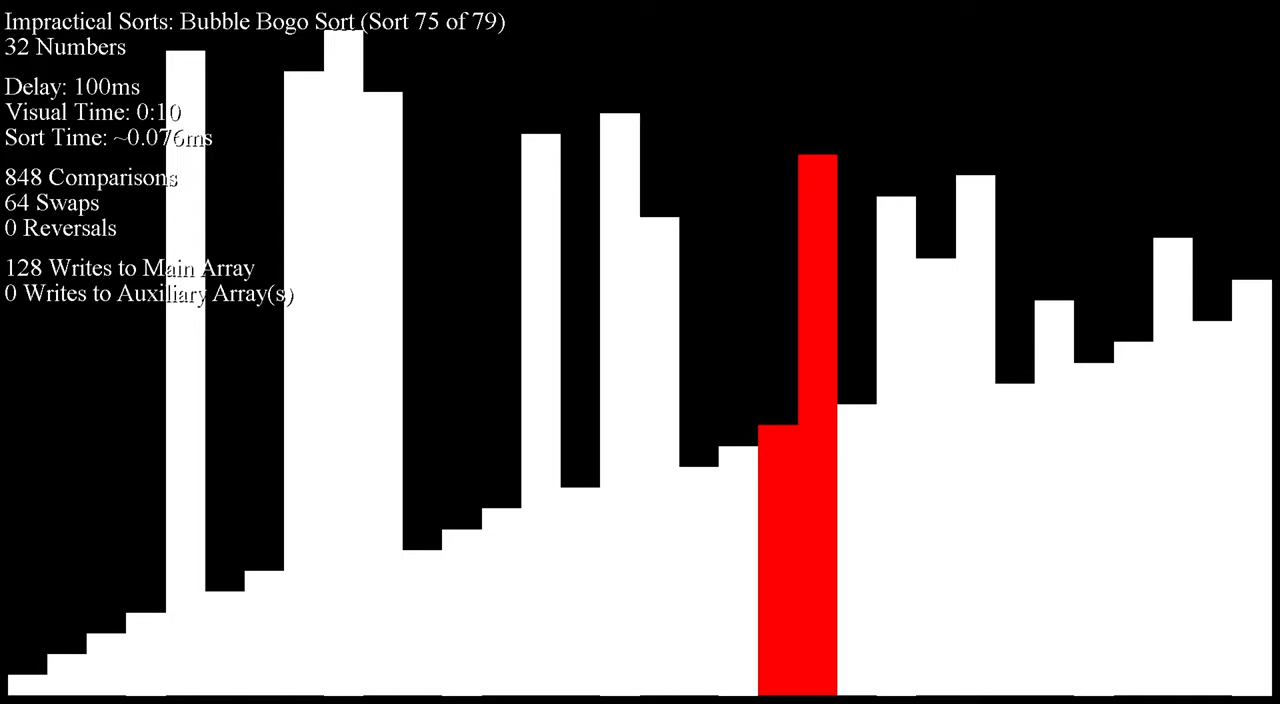 Impractical Sorts: Bubble Bogo Sort (Sort 75 of 79)
32 Numbers
Delay: 100ms
Visual Time: 0:10
Sort Time: ~0.076ms
848 Comparisons
64 Swaps
0 Reversals
128 Writes to Main Array
0 Writes to Auxiliary Array(s)